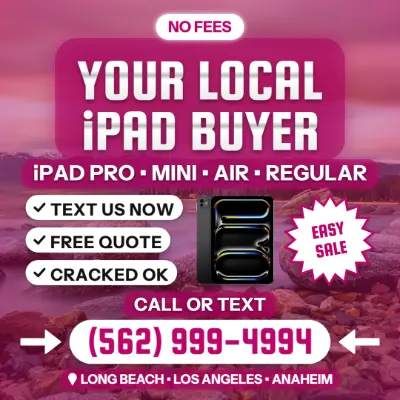 NO FEES
YOUR LOCAL
iPAD BUYER
iPAD PRO ▪ MINI ▪ AIR ▪ REGULAR
✓ TEXT US NOW
✓ FREE QUOTE
✓ CRACKED OK
EASY
SALE
CALL OR TEXT
(562) 999-4994
LONG BEACH ▪ LOS ANGELES ▪ ANAHEIM